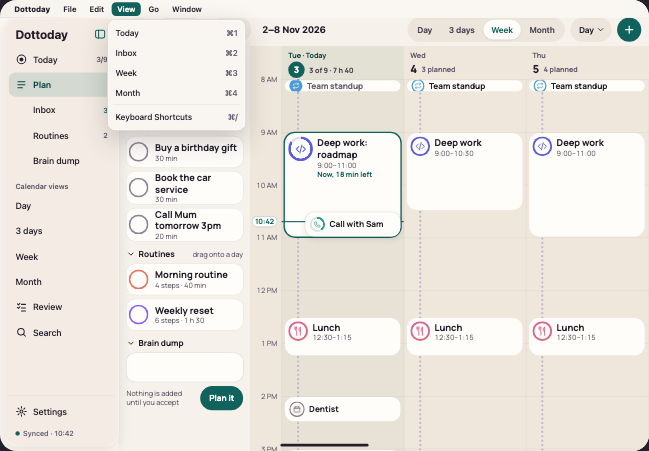 Dottoday File Edit View Go Window
Today ⌘1
Inbox ⌘2
Week ⌘3
Month ⌘4
Keyboard Shortcuts ⌘/
Dottoday
Today 3/9
Plan
Inbox 3
Routines 2
Brain dump
Calendar views
Day
3 days
Week
Month
Review
Search
Settings
Synced · 10:42
Buy a birthday gift
30 min
Book the car
service
30 min
Call Mum
tomorrow 3pm
20 min
Routines drag onto a day
Morning routine
4 steps · 40 min
Weekly reset
6 steps · 1 h 30
Brain dump
Nothing is added
until you accept
Plan it
2–8 Nov 2026
Day 3 days Week Month
Day
Tue · Today
3 3 of 9 · 7 h 40
Wed
4 3 planned
Thu
5 4 planned
8 AM
9 AM
10 AM
10:42
11 AM
12 PM
1 PM
2 PM
3 PM
Team standup
Deep work:
roadmap
9:00–11:00
Now, 18 min left
Call with Sam
Lunch
12:30–1:15
Dentist
Team standup
Deep work
9:00–10:30
Lunch
12:30–1:15
Team standup
Deep work
9:00–11:00
Lunch
12:30–1:15